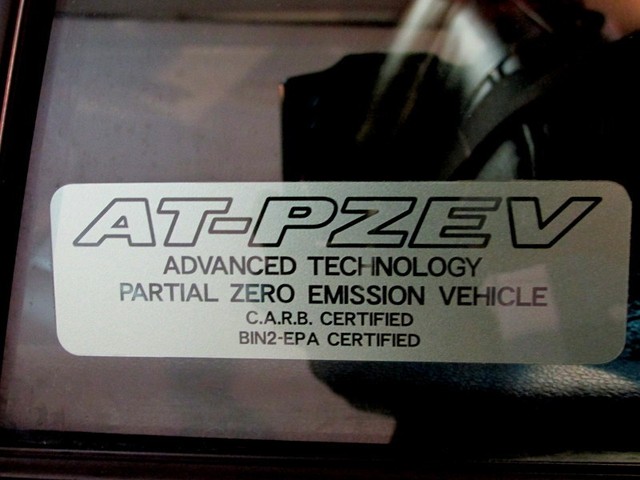 AT-PZEV
ADVANCED TECHNOLOGY
PARTIAL ZERO EMISSION VEHICLE
C.A.R.B. CERTIFIED
BIN2-EPA CERTIFIED